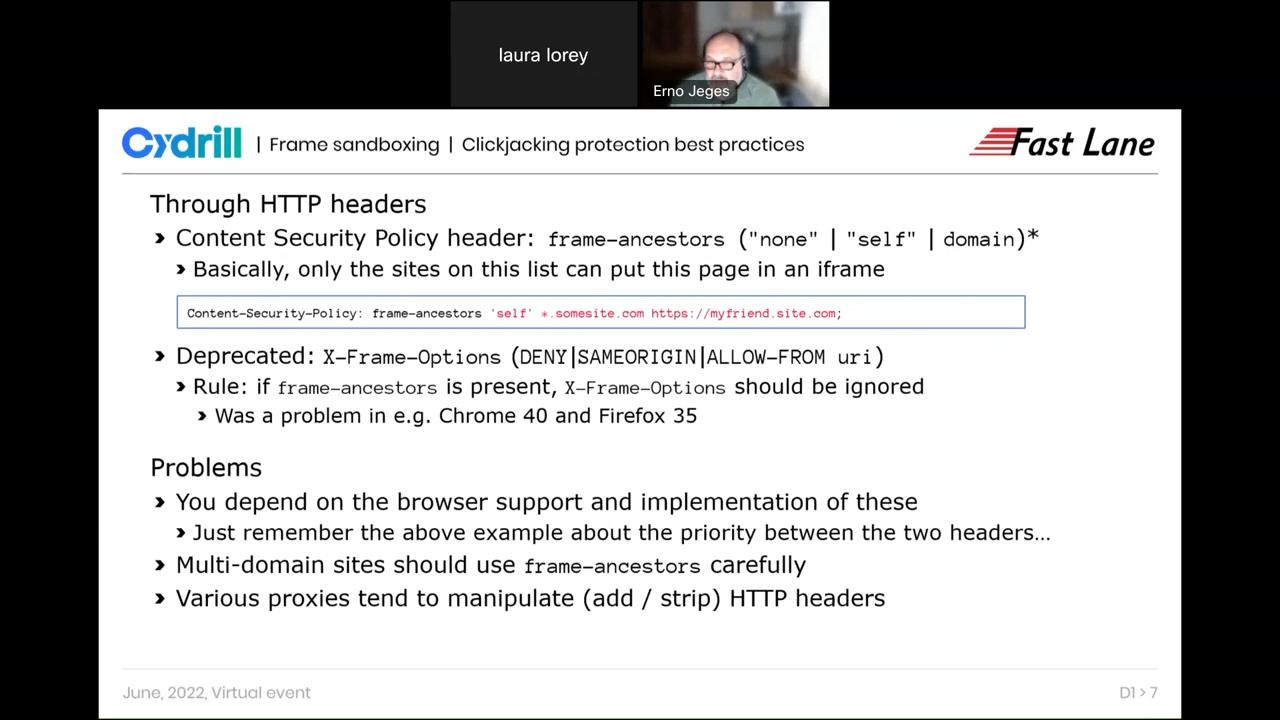 laura lorey
Erno Jeges
Cydrill | Frame sandboxing | Clickjacking protection best practices
Fast Lane
Through HTTP headers
Content Security Policy header: frame-ancestors ("none" | "self" | domain)*
Basically, only the sites on this list can put this page in an iframe
Content-Security-Policy: frame-ancestors 'self' *.somesite.com https://myfriend.site.com;
Deprecated: X-Frame-Options (DENY|SAMEORIGIN|ALLOW-FROM uri)
Rule: if frame-ancestors is present, X-Frame-Options should be ignored
Was a problem in e.g. Chrome 40 and Firefox 35
Problems
You depend on the browser support and implementation of these
Just remember the above example about the priority between the two headers…
Multi-domain sites should use frame-ancestors carefully
Various proxies tend to manipulate (add / strip) HTTP headers
June, 2022, Virtual event
D1 > 7